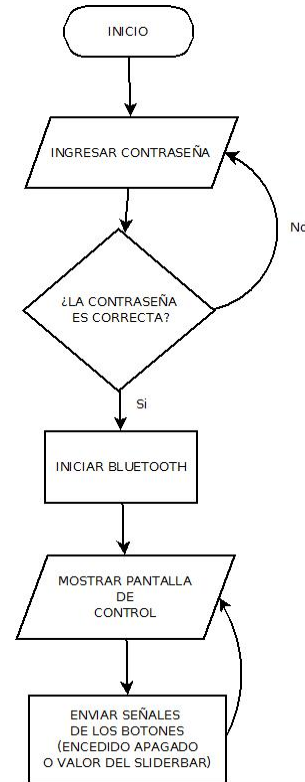 INICIO
INGRESAR CONTRASEÑA
No
¿LA CONTRASEÑA
ES CORRECTA?
Si
INICIAR BLUETOOTH
MOSTRAR PANTALLA
DE
CONTROL
ENVIAR SEÑALES
DE LOS BOTONES
(ENCEDIDO APAGADO
O VALOR DEL SLIDERBAR)